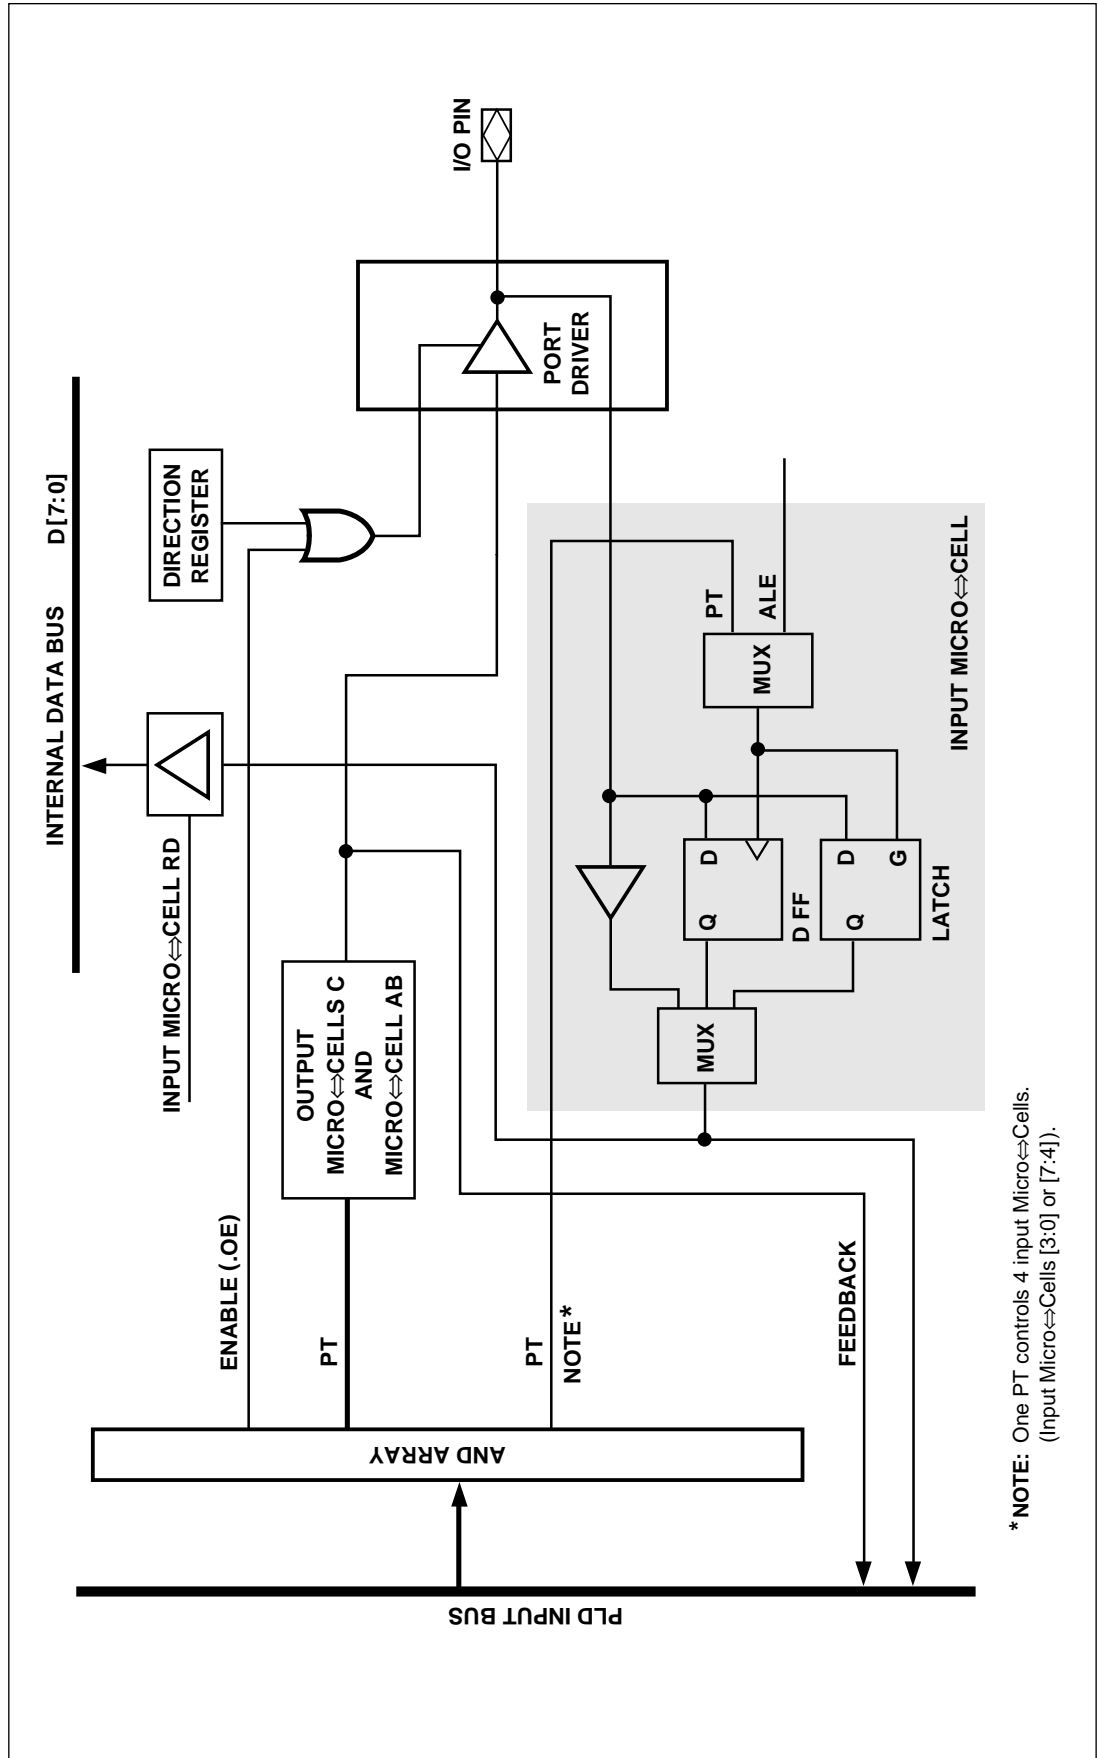 INTERNAL DATA BUS D[7:0]
INPUT MICRO⇔CELL RD
DIRECTION
REGISTER
I/O PIN
ENABLE (.OE)
OUTPUT
MICRO⇔CELLS C
AND
MICRO⇔CELL AB
PT
PORT
DRIVER
AND ARRAY
PLD INPUT BUS
PT
NOTE*
PT
ALE
MUX
D
Q
D FF
D
G
Q
LATCH
MUX
FEEDBACK
INPUT MICRO⇔CELL
*NOTE: One PT controls 4 input Micro⇔Cells.
(Input Micro⇔Cells [3:0] or [7:4]).